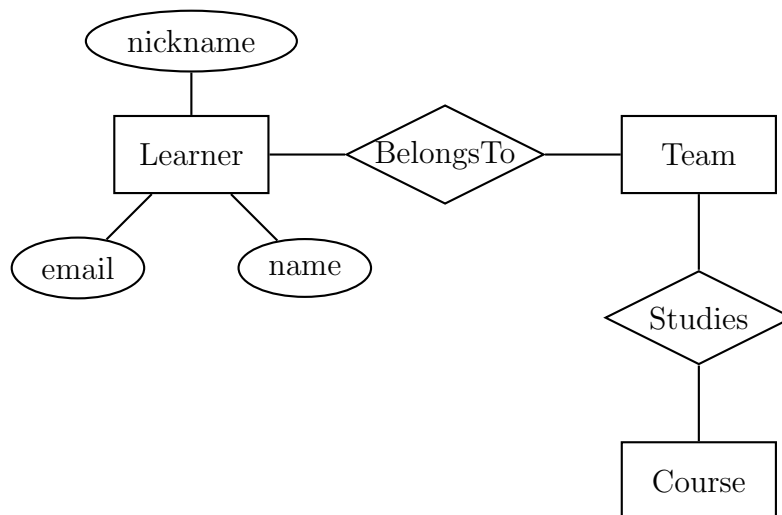 nickname
Learner
BelongsTo
Team
email
name
Studies
Course